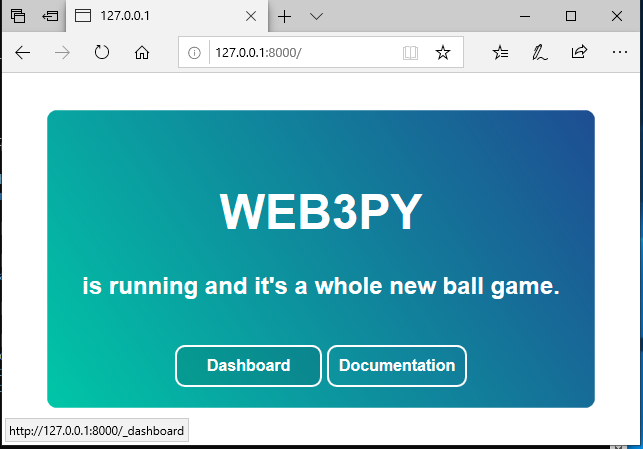 127.0.0.1
127.0.0.1:8000/
WEB3PY
is running and it's a whole new ball game.
Dashboard
Documentation
http://127.0.0.1:8000/_dashboard